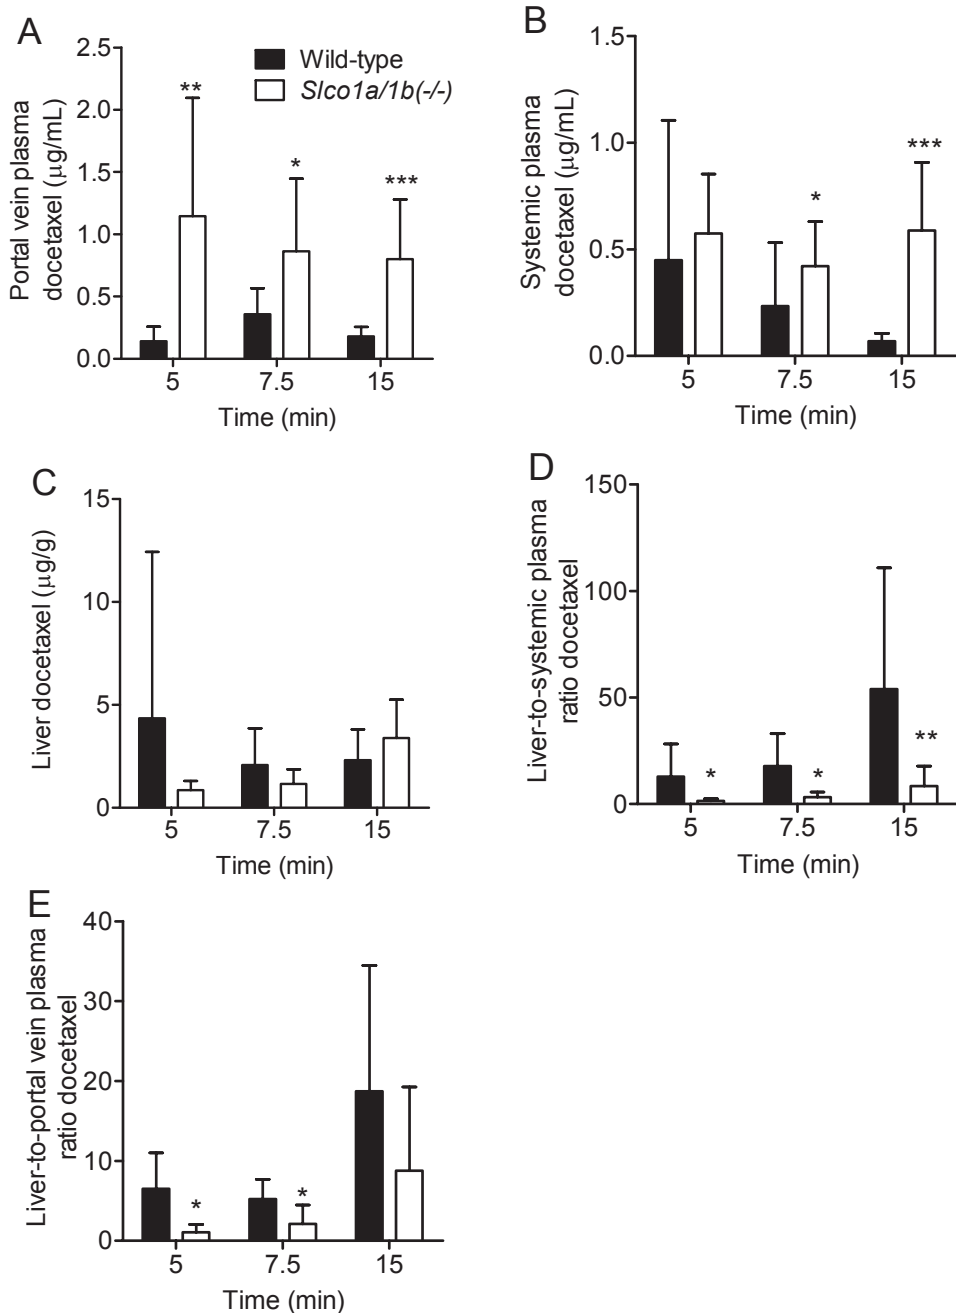 A
Portal vein plasma
docetaxel (μg/mL)
2.5
2.0
1.5
1.0
0.5
0.0
Wild-type
Slco1a/1b(-/-)
**
*
***
5 7.5 15
Time (min)
B
Systemic plasma
docetaxel (μg/mL)
1.5
1.0
0.5
0.0
*
***
5 7.5 15
Time (min)
C
Liver docetaxel (μg/g)
15
10
5
0
5 7.5 15
Time (min)
D
Liver-to-systemic plasma
ratio docetaxel
150
100
50
0
*
*
**
5 7.5 15
Time (min)
E
Liver-to-portal vein plasma
ratio docetaxel
40
30
20
10
0
*
*
5 7.5 15
Time (min)